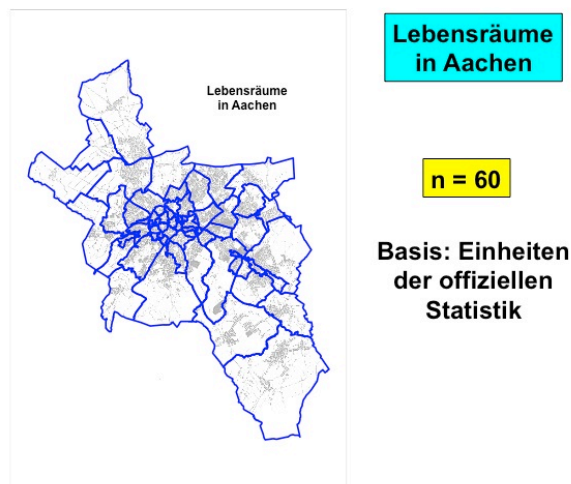 Lebensräume
in Aachen
Lebensräume
in Aachen
n = 60
Basis: Einheiten
der offiziellen
Statistik